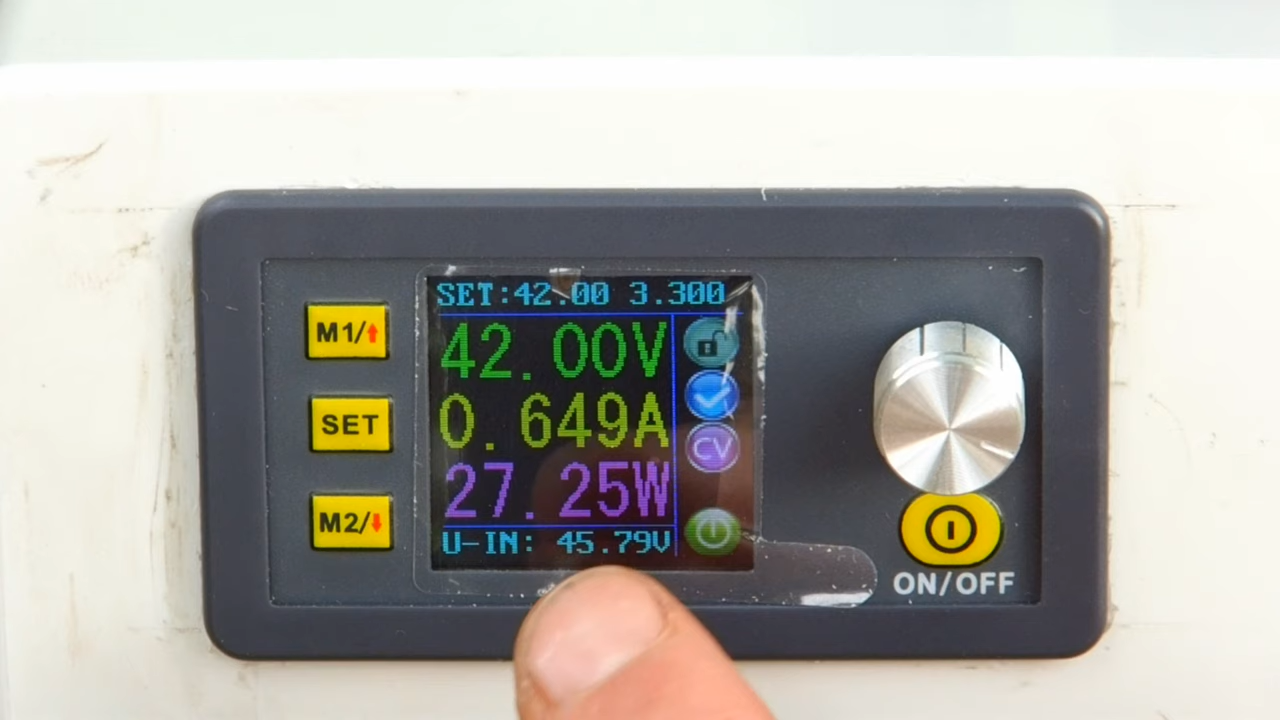 SET:42.00 3.300
M1/
42.00V
SET
0.649A
CV
M2/
27.25W
U-IN: 45.79V
ON/OFF